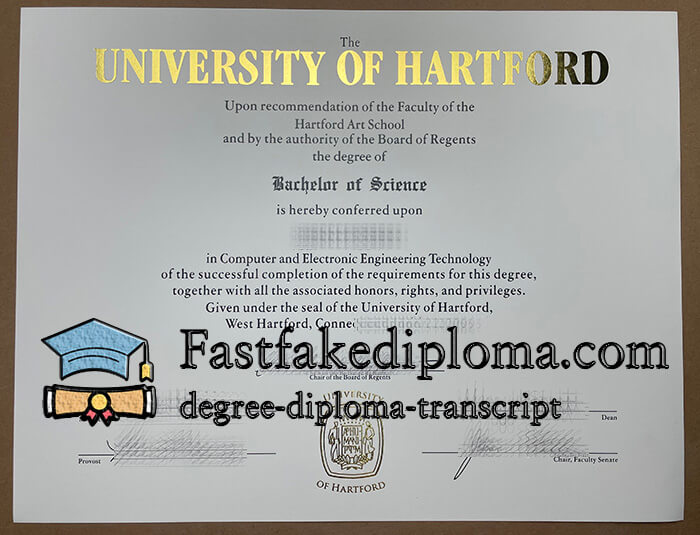 The
UNIVERSITY OF HARTFORD
Upon recommendation of the Faculty of the
Hartford Art School
and by the authority of the Board of Regents
the degree of
Bachelor of Science
is hereby conferred upon
in Computer and Electronic Engineering Technology
of the successful completion of the requirements for this degree,
together with all the associated honors, rights, and privileges.
Given under the seal of the University of Hartford,
West Hartford,
Fastfakediploma.com
Chair of the Board of Regents
degree-diploma-transcript
UNIVERSITY
Dean
Provost
Chair, Faculty Senate
OF HARTFORD